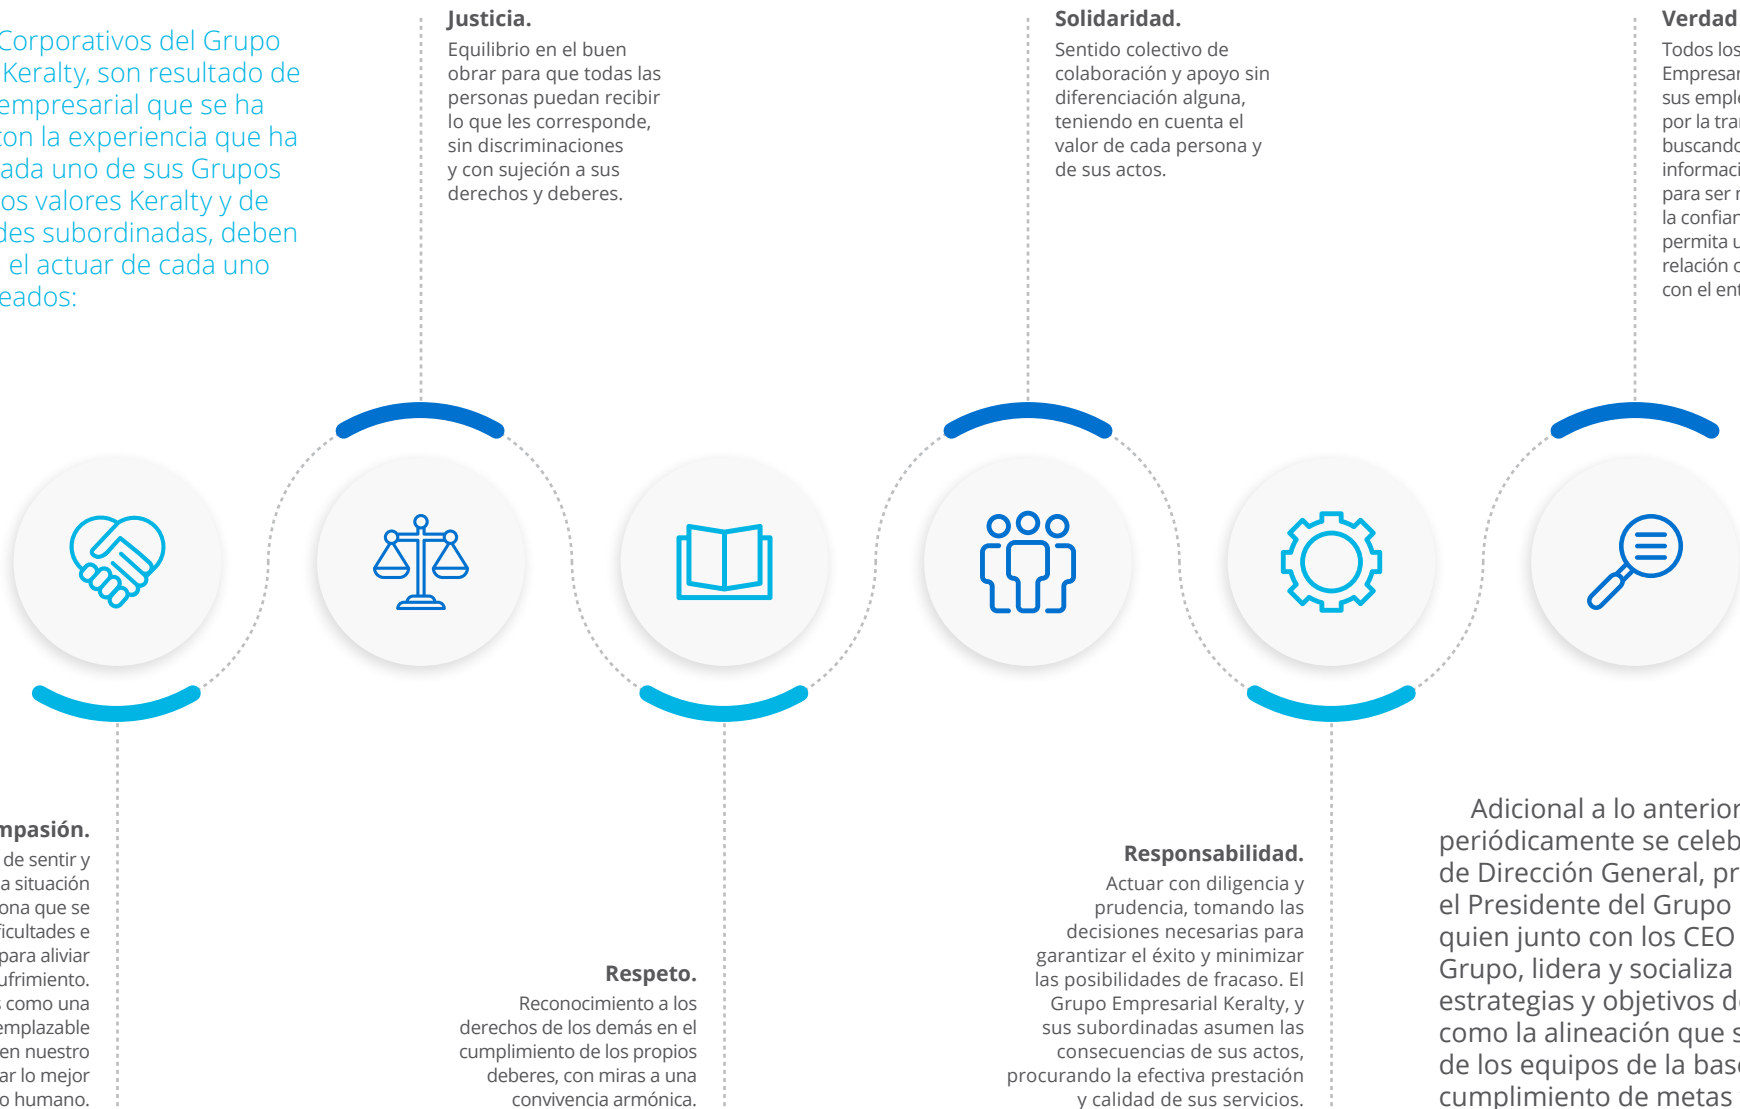 Corporativos del Grupo
Keralty, son resultado de
empresarial que se ha
con la experiencia que ha
cada uno de sus Grupos
os valores Keralty y de
des subordinadas, deben
el actuar de cada uno
eados:
Justicia.
Equilibrio en el buen
obrar para que todas las
personas puedan recibir
lo que les corresponde,
sin discriminaciones
y con sujeción a sus
derechos y deberes.
Solidaridad.
Sentido colectivo de
colaboración y apoyo sin
diferenciación alguna,
teniendo en cuenta el
valor de cada persona y
de sus actos.
Verdad
Todos los
Empresar
sus emple
por la tra
buscando
informaci
para ser
la confian
permita
relación
con el ent
mpasión.
de sentir y
a situación
ona que se
ficultades e
para aliviar
ufrimiento.
s como una
emplazable
en nuestro
ar lo mejor
o humano.
Respeto.
Reconocimiento a los
derechos de los demás en el
cumplimiento de los propios
deberes, con miras a una
convivencia armónica.
Responsabilidad.
Actuar con diligencia y
prudencia, tomando las
decisiones necesarias para
garantizar el éxito y minimizar
las posibilidades de fracaso. El
Grupo Empresarial Keralty, y
sus subordinadas asumen las
consecuencias de sus actos,
procurando la efectiva prestación
y calidad de sus servicios.
Adicional a lo anterior
periódicamente se celeb
de Dirección General, pr
el Presidente del Grupo
quien junto con los CEO
Grupo, lidera y socializa
estrategias y objetivos d
como la alineación que s
de los equipos de la base
cumplimiento de metas